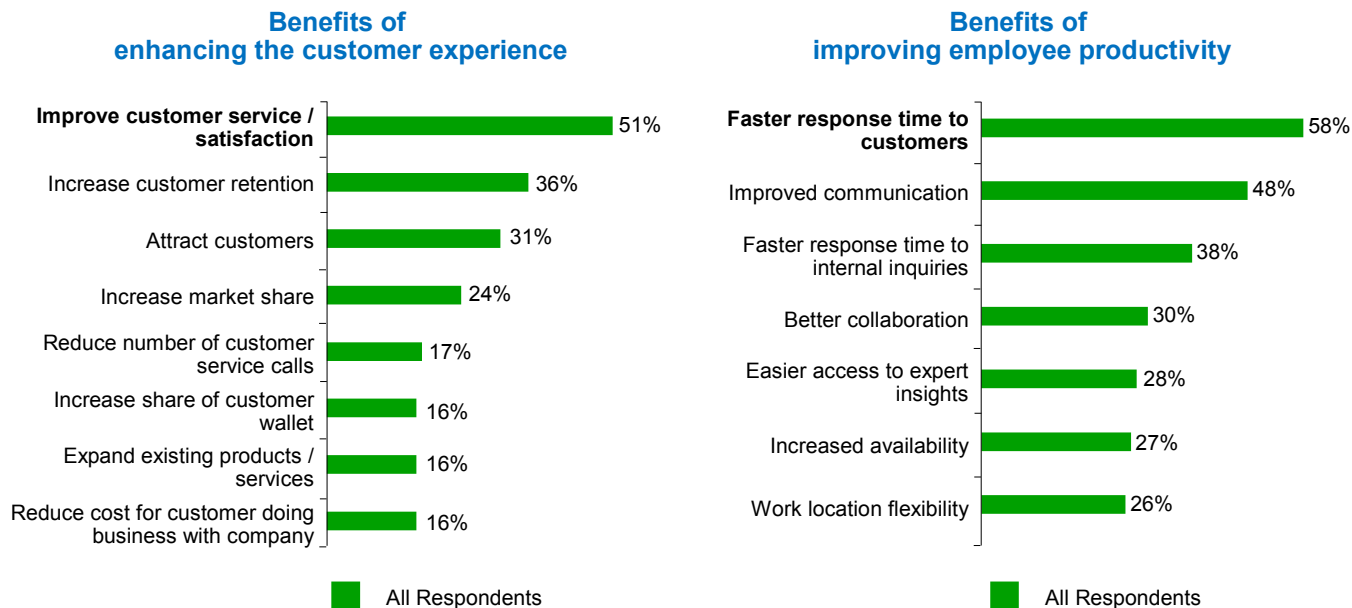 Benefits of
enhancing the customer experience
Improve customer service /
satisfaction
51%
Increase customer retention
36%
Attract customers
31%
Increase market share
24%
Reduce number of customer
service calls
17%
Increase share of customer
wallet
16%
Expand existing products /
services
16%
Reduce cost for customer doing
business with company
16%
All Respondents
Benefits of
improving employee productivity
Faster response time to
customers
58%
Improved communication
48%
Faster response time to
internal inquiries
38%
Better collaboration
30%
Easier access to expert
insights
28%
Increased availability
27%
Work location flexibility
26%
All Respondents